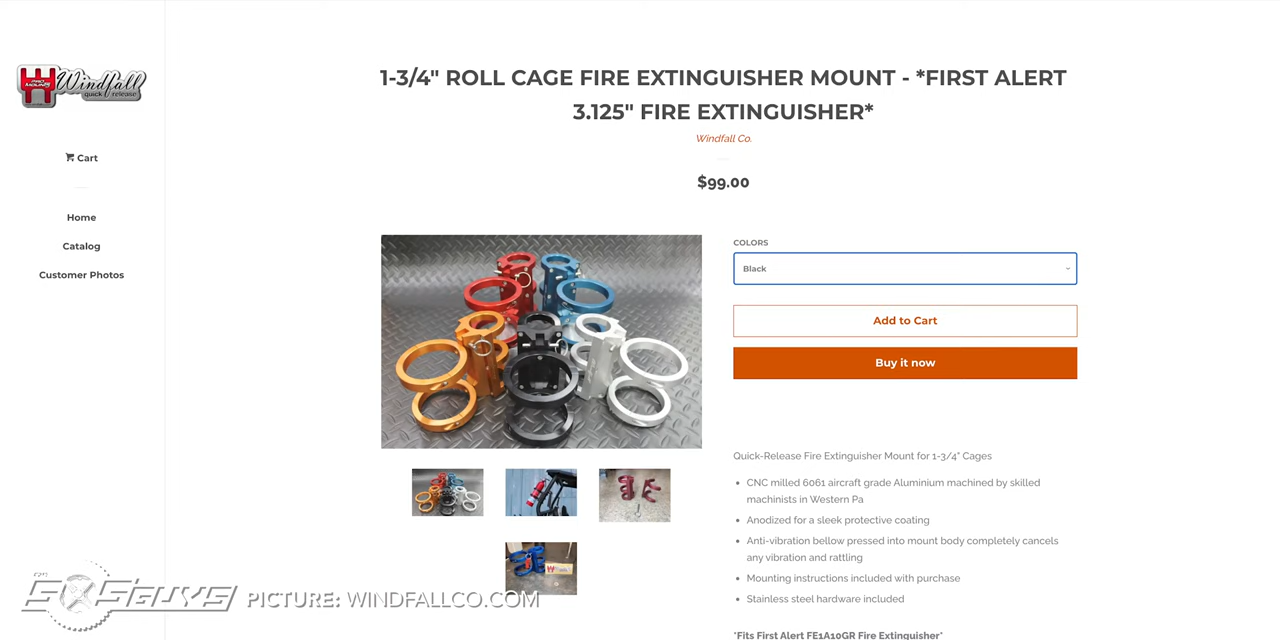 Windfall
quick release
Cart
Home
Catalog
Customer Photos
1-3/4" ROLL CAGE FIRE EXTINGUISHER MOUNT - *FIRST ALERT
3.125" FIRE EXTINGUISHER*
Windfall Co.
$99.00
COLORS
Black
Add to Cart
Buy it now
Quick-Release Fire Extinguisher Mount for 1-3/4" Cages
CNC milled 6061 aircraft grade Aluminium machined by skilled
machinists in Western Pa
Anodized for a sleek protective coating
Anti-vibration bellow pressed into mount body completely cancels
any vibration and rattling
Mounting instructions included with purchase
Stainless steel hardware included
*Fits First Alert FE1A10GR Fire Extinguisher*
PICTURE: WINDFALLCO.COM